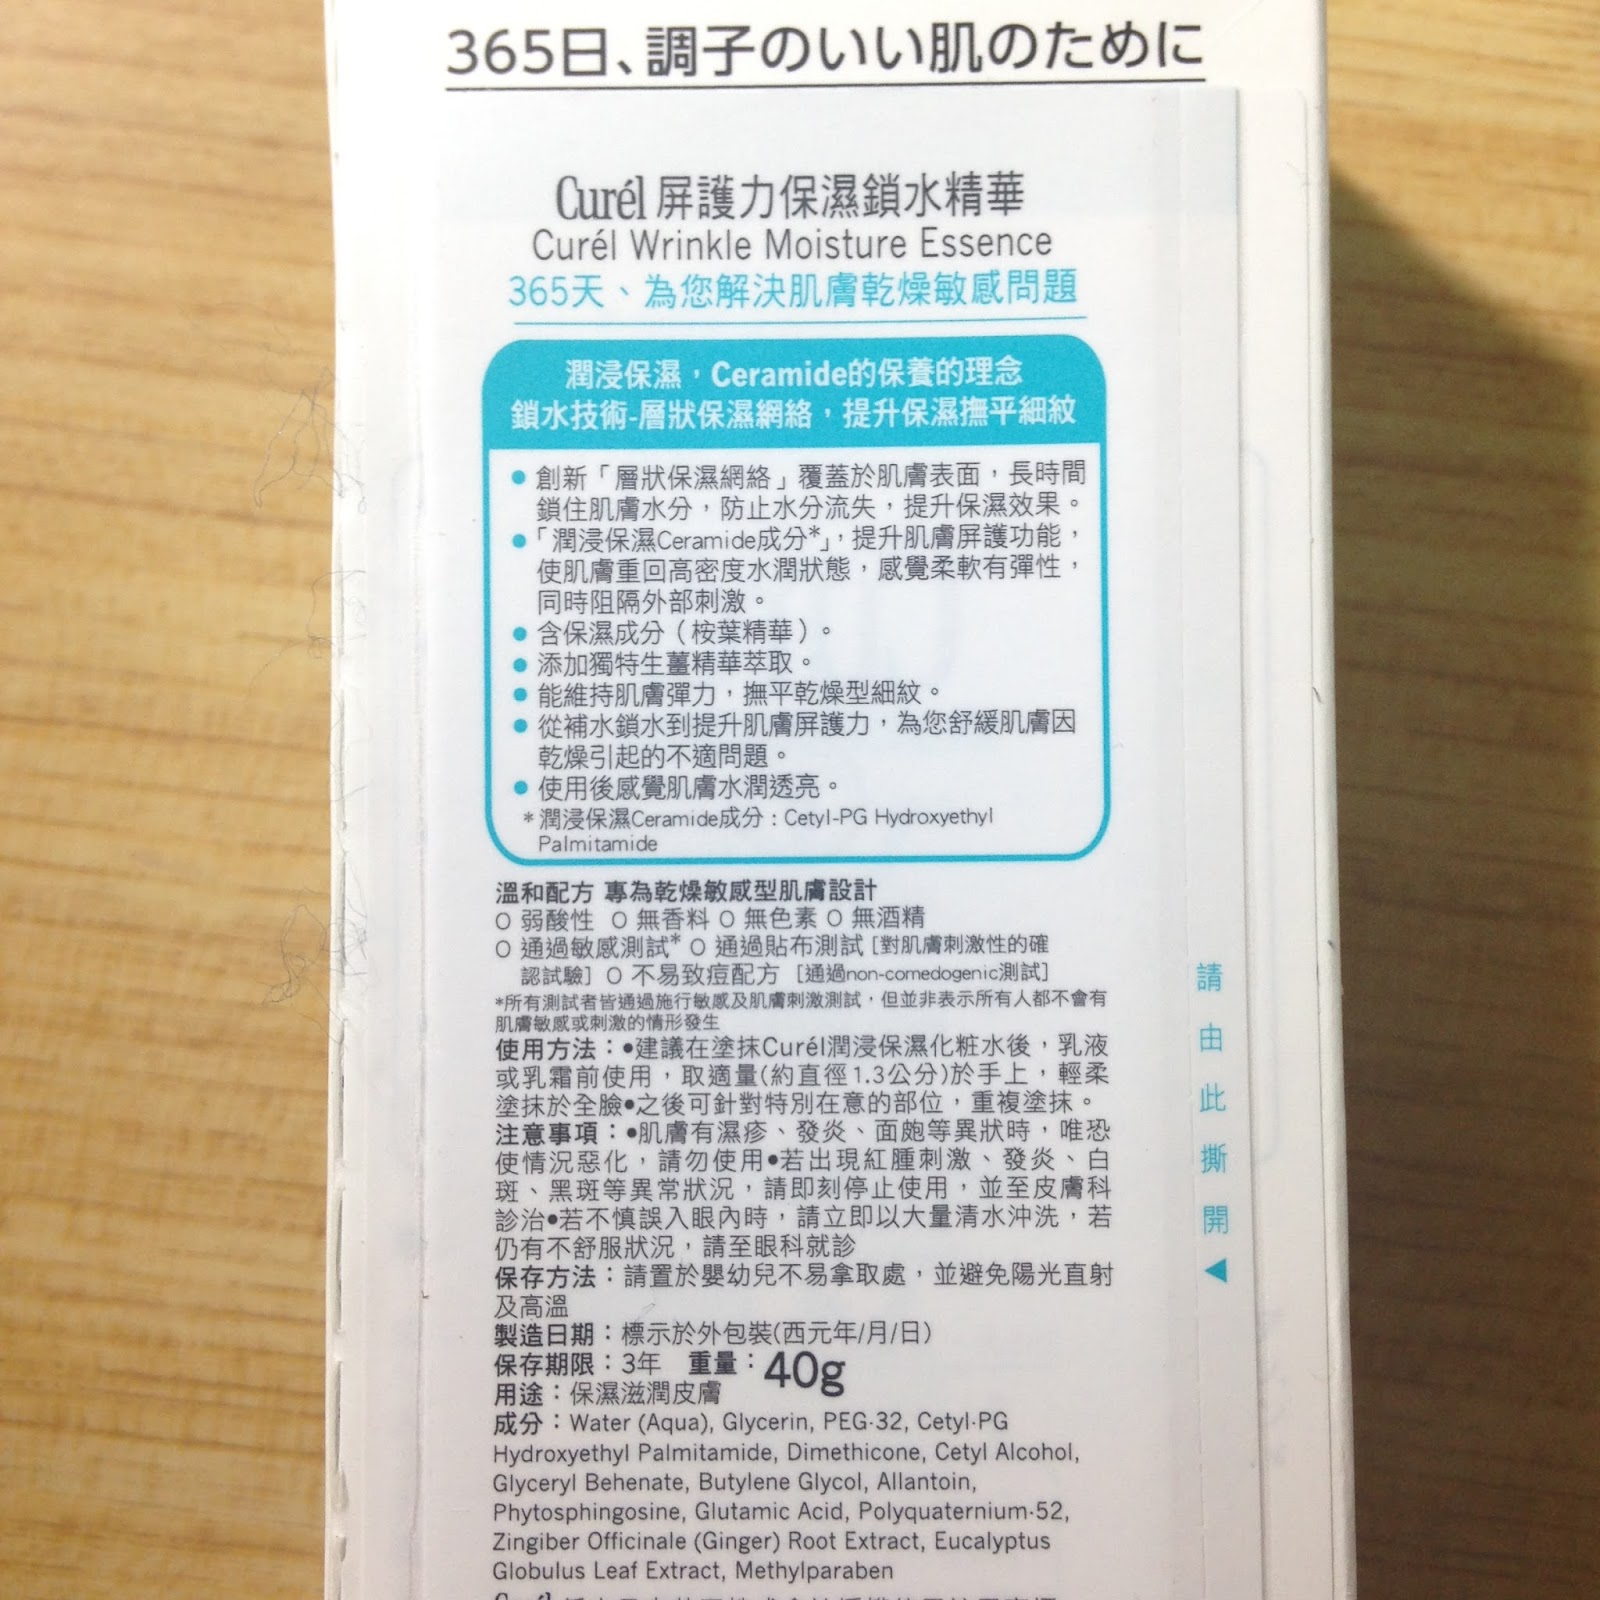 365日、調子のいい肌のために
Curél 屏護力保濕鎖水精華
Curél Wrinkle Moisture Essence
365天、為您解決肌膚乾燥敏感問題
潤浸保濕，Ceramide的保養的理念
鎖水技術-層狀保濕網絡，提升保濕撫平細紋
● 創新「層狀保濕網絡」覆蓋於肌膚表面，長時間
鎖住肌膚水分，防止水分流失，提升保濕效果。
●「潤浸保濕Ceramide成分*」，提升肌膚屏護功能，
使肌膚重回高密度水潤狀態，感覺柔軟有彈性，
同時阻隔外部刺激。
● 含保濕成分（桉葉精華）。
● 添加獨特生薑精華萃取。
● 能維持肌膚彈力，撫平乾燥型細紋。
● 從補水鎖水到提升肌膚屏護力，為您舒緩肌膚因
乾燥引起的不適問題。
● 使用後感覺肌膚水潤透亮。
*潤浸保濕Ceramide成分：Cetyl-PG Hydroxyethyl
Palmitamide
溫和配方 專為乾燥敏感型肌膚設計
O 弱酸性 O 無香料 O 無色素 O 無酒精
O 通過敏感測試* O 通過貼布測試 [對肌膚刺激性的確
認試驗] O 不易致痘配方 [通過non-comedogenic測試]
*所有測試者皆通過施行敏感及肌膚刺激測試，但並非表示所有人都不會有
肌膚敏感或刺激的情形發生
使用方法：●建議在塗抹Curél潤浸保濕化粧水後，乳液
或乳霜前使用，取適量(約直徑1.3公分)於手上，輕柔
塗抹於全臉●之後可針對特別在意的部位，重複塗抹。
注意事項：●肌膚有濕疹、發炎、面皰等異狀時，唯恐
使情況惡化，請勿使用●若出現紅腫刺激、發炎、白
斑、黑斑等異常狀況，請即刻停止使用，並至皮膚科
診治●若不慎誤入眼內時，請立即以大量清水沖洗，若
仍有不舒服狀況，請至眼科就診
保存方法：請置於嬰幼兒不易拿取處，並避免陽光直射
及高溫
製造日期：標示於外包裝(西元年/月/日)
保存期限：3年 重量：40g
用途：保濕滋潤皮膚
成分：Water (Aqua), Glycerin, PEG-32, Cetyl-PG
Hydroxyethyl Palmitamide, Dimethicone, Cetyl Alcohol,
Glyceryl Behenate, Butylene Glycol, Allantoin,
Phytosphingosine, Glutamic Acid, Polyquaternium-52,
Zingiber Officinale (Ginger) Root Extract, Eucalyptus
Globulus Leaf Extract, Methylparaben
請由此撕開◀